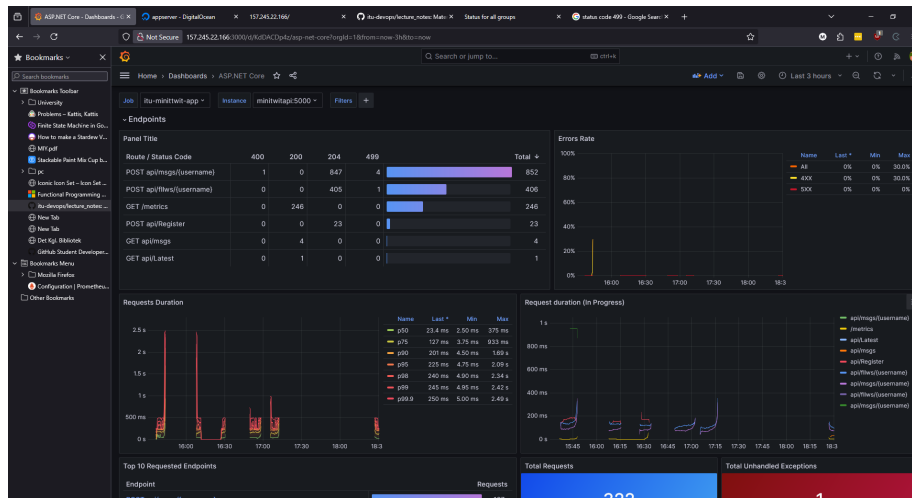 ASP.NET Core - Dashboards - G
appserver - DigitalOcean
157.245.22.166/
itu-devops/lecture_notes: Mate
Status for all groups
status code 499 - Google Searc
Not Secure 157.245.22.166:3000/d/KdDACDp4z/asp-net-core?orgId=1&from=now-3h&to=now
Bookmarks
Search bookmarks
Bookmarks Toolbar
University
Problems – Kattis, Kattis
Finite State Machine in Go...
How to make a Stardew V...
MIY.pdf
Stackable Paint Mix Cup b...
pc
Iconic Icon Set – Icon Set ...
Functional Programming ...
itu-devops/lecture_notes: ...
New Tab
New Tab
Det Kgl. Bibliotek
GitHub Student Developer...
Bookmarks Menu
Mozilla Firefox
Configuration | Prometheu...
Other Bookmarks
Search or jump to...
ctrl+k
Home › Dashboards › ASP.NET Core
Add
Last 3 hours
Job itu-minittwit-app Instance minitwitapi:5000 Filters
Endpoints
Panel Title
Route / Status Code 400 200 204 499 Total
POST api/msgs/{username} 1 0 847 4 852
POST api/fllws/{username} 0 0 405 1 406
GET /metrics 0 246 0 0 246
POST api/Register 0 0 23 0 23
GET api/msgs 0 4 0 0 4
GET api/Latest 0 1 0 0 1
Errors Rate
100%
80%
60%
40%
20%
0%
16:00 16:30 17:00 17:30 18:00 18:3
Name Last * Min Max
All 0% 0% 30.0%
4XX 0% 0% 30.0%
5XX 0% 0% 0%
Requests Duration
2.5 s
2 s
1.5 s
1 s
500 ms
0 s
16:00 16:30 17:00 17:30 18:00 18:3
Name Last * Min Max
p50 23.4 ms 2.50 ms 375 ms
p75 127 ms 3.75 ms 933 ms
p90 201 ms 4.50 ms 1.69 s
p95 225 ms 4.75 ms 2.09 s
p98 240 ms 4.90 ms 2.34 s
p99 245 ms 4.95 ms 2.42 s
p99.9 250 ms 5.00 ms 2.49 s
Request duration (In Progress)
1 s
800 ms
600 ms
400 ms
200 ms
0 s
15:45 16:00 16:15 16:30 16:45 17:00 17:15 17:30 17:45 18:00 18:15 18:3
api/msgs/{username}
/metrics
api/Latest
api/msgs
api/Register
api/fllws/{username}
api/msgs/{username}
api/fllws/{username}
api/msgs/{username}
Top 10 Requested Endpoints
Endpoint Requests
Total Requests
Total Unhandled Exceptions